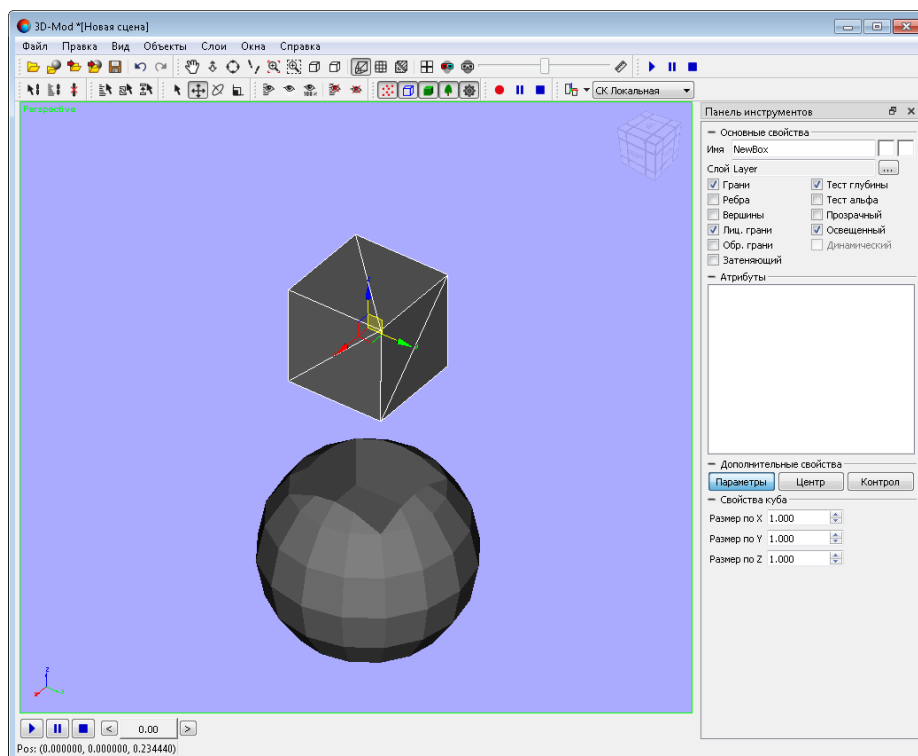 3D-Mod *[Новая сцена]
Файл Правка Вид Объекты Слои Окна Справка
СК Локальная
Perspective
Панель инструментов
Основные свойства
Имя NewBox
Слой Layer ...
Грани Тест глубины
Ребра Тест альфа
Вершины Прозрачный
Лиц. грани Освещенный
Обр. грани Динамический
Затеняющий
Атрибуты
Дополнительные свойства
Параметры Центр Контрол
Свойства куба
Размер по X 1.000
Размер по Y 1.000
Размер по Z 1.000
z
< 0.00 >
Pos: (0.000000, 0.000000, 0.234440)